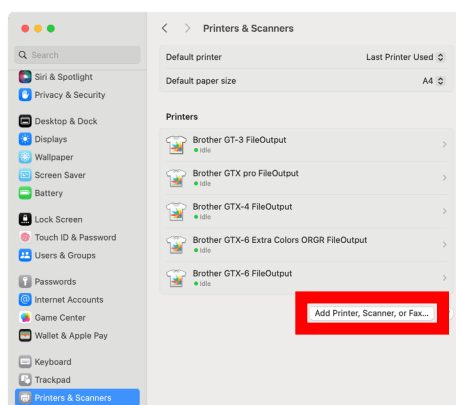 Printers & Scanners
Search
Siri & Spotlight
Privacy & Security
Desktop & Dock
Displays
Wallpaper
Screen Saver
Battery
Lock Screen
Touch ID & Password
Users & Groups
Passwords
Internet Accounts
Game Center
Wallet & Apple Pay
Keyboard
Trackpad
Printers & Scanners
Default printer Last Printer Used
Default paper size A4
Printers
Brother GT-3 FileOutput
Idle
Brother GTX pro FileOutput
Idle
Brother GTX-4 FileOutput
Idle
Brother GTX-6 Extra Colors ORGR FileOutput
Idle
Brother GTX-6 FileOutput
Idle
Add Printer, Scanner, or Fax...